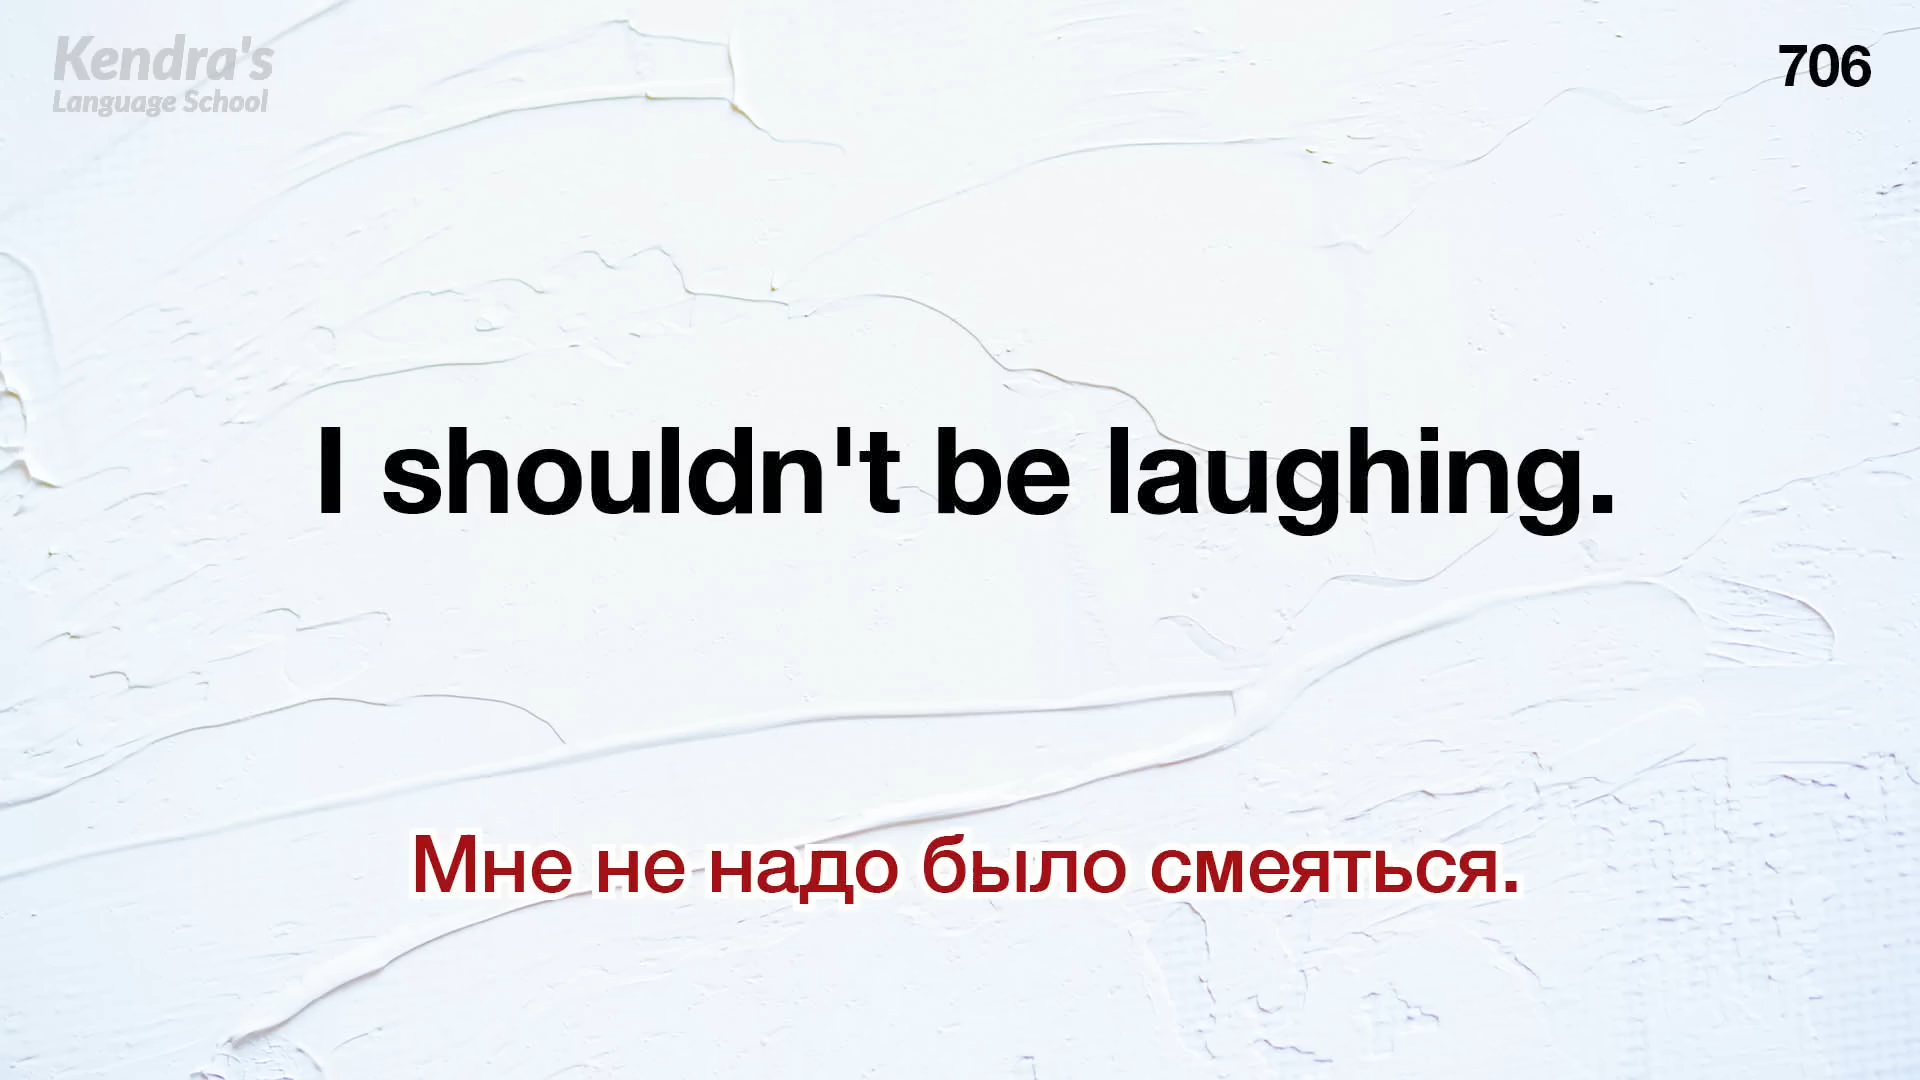 Kendra's
Language School
706
I shouldn't be laughing.
Мне не надо было смеяться.